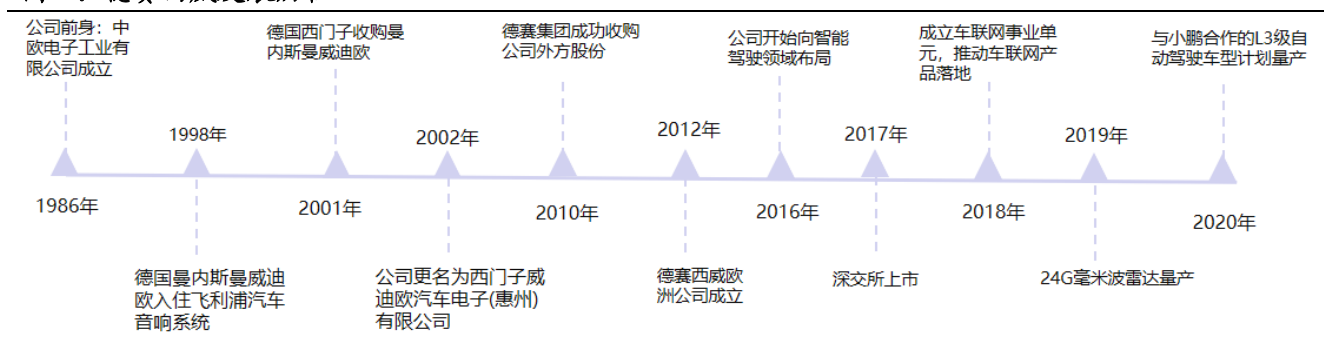 公司前身：中
欧电子工业有
限公司成立
德国西门子收购曼
内斯曼威迪欧
德赛集团成功收购
公司外方股份
公司开始向智能
驾驶领域布局
成立车联网事业单
元，推动车联网产
品落地
与小鹏合作的L3级自
动驾驶车型计划量产
1998年
2002年
2012年
2017年
2019年
1986年
2001年
2010年
2016年
2018年
2020年
德国曼内斯曼威迪
欧入住飞利浦汽车
音响系统
公司更名为西门子威
迪欧汽车电子(惠州)
有限公司
德赛西威欧
洲公司成立
深交所上市
24G毫米波雷达量产